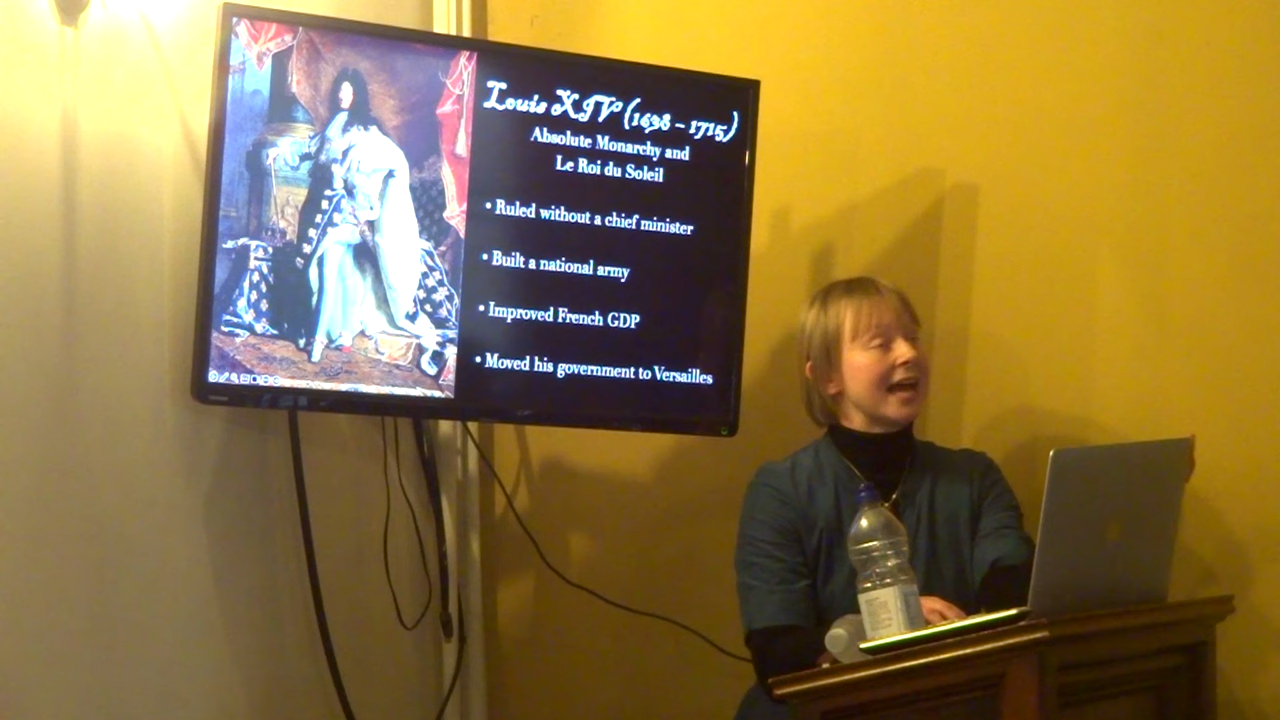 Louis XIV (1638 – 1715)
Absolute Monarchy and
Le Roi du Soleil
• Ruled without a chief minister
• Built a national army
• Improved French GDP
• Moved his government to Versailles